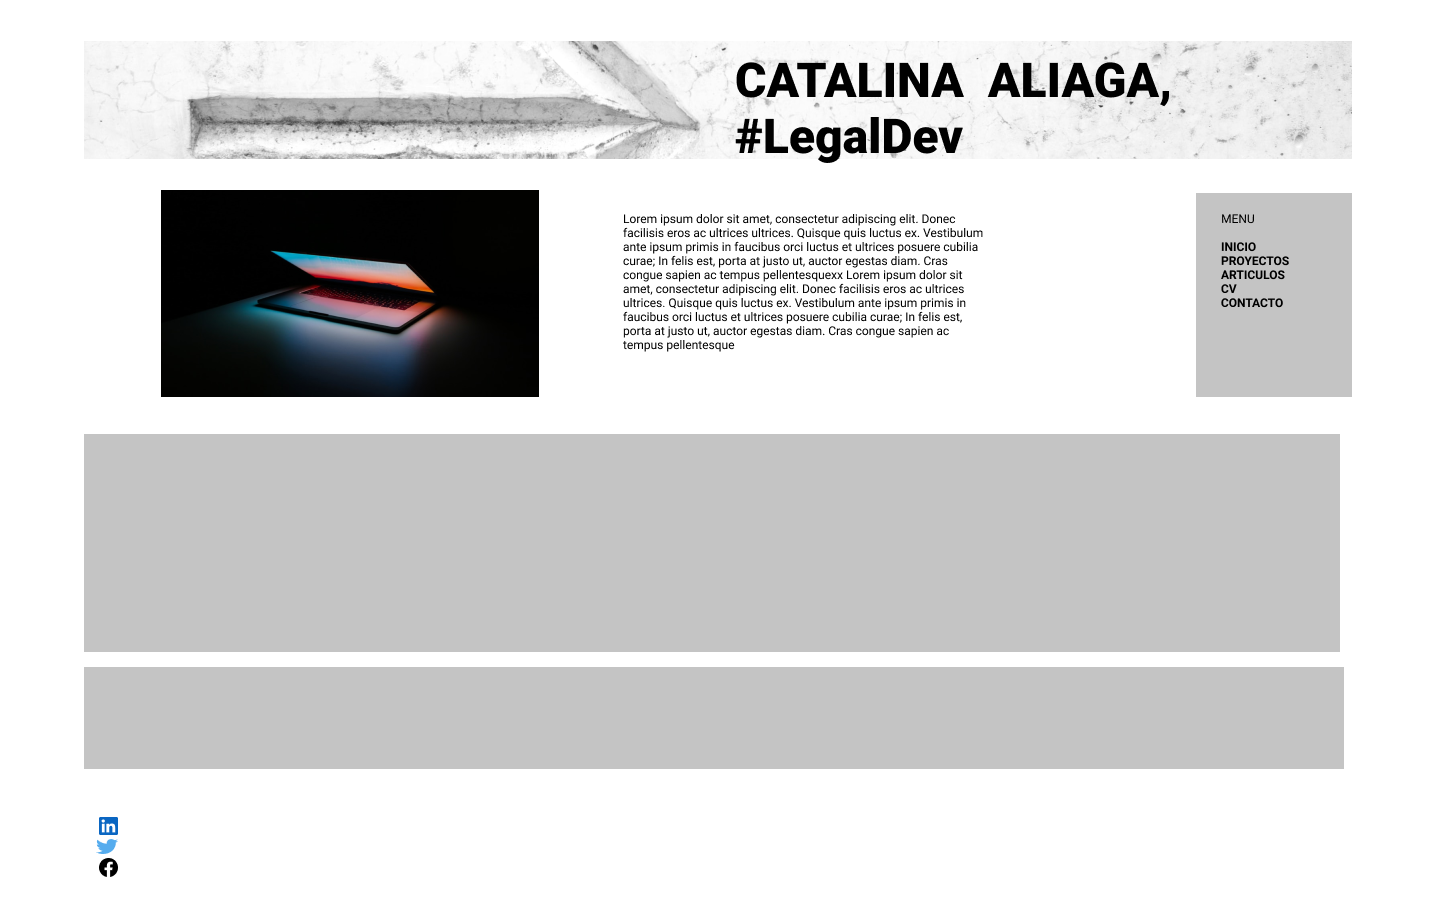 CATALINA ALIAGA,
#LegalDev
Lorem ipsum dolor sit amet, consectetur adipiscing elit. Donec
facilisis eros ac ultrices ultrices. Quisque quis luctus ex. Vestibulum
ante ipsum primis in faucibus orci luctus et ultrices posuere cubilia
curae; In felis est, porta at justo ut, auctor egestas diam. Cras
congue sapien ac tempus pellentesquexx Lorem ipsum dolor sit
amet, consectetur adipiscing elit. Donec facilisis eros ac ultrices
ultrices. Quisque quis luctus ex. Vestibulum ante ipsum primis in
faucibus orci luctus et ultrices posuere cubilia curae; In felis est,
porta at justo ut, auctor egestas diam. Cras congue sapien ac
tempus pellentesque
MENU
INICIO
PROYECTOS
ARTICULOS
CV
CONTACTO
in